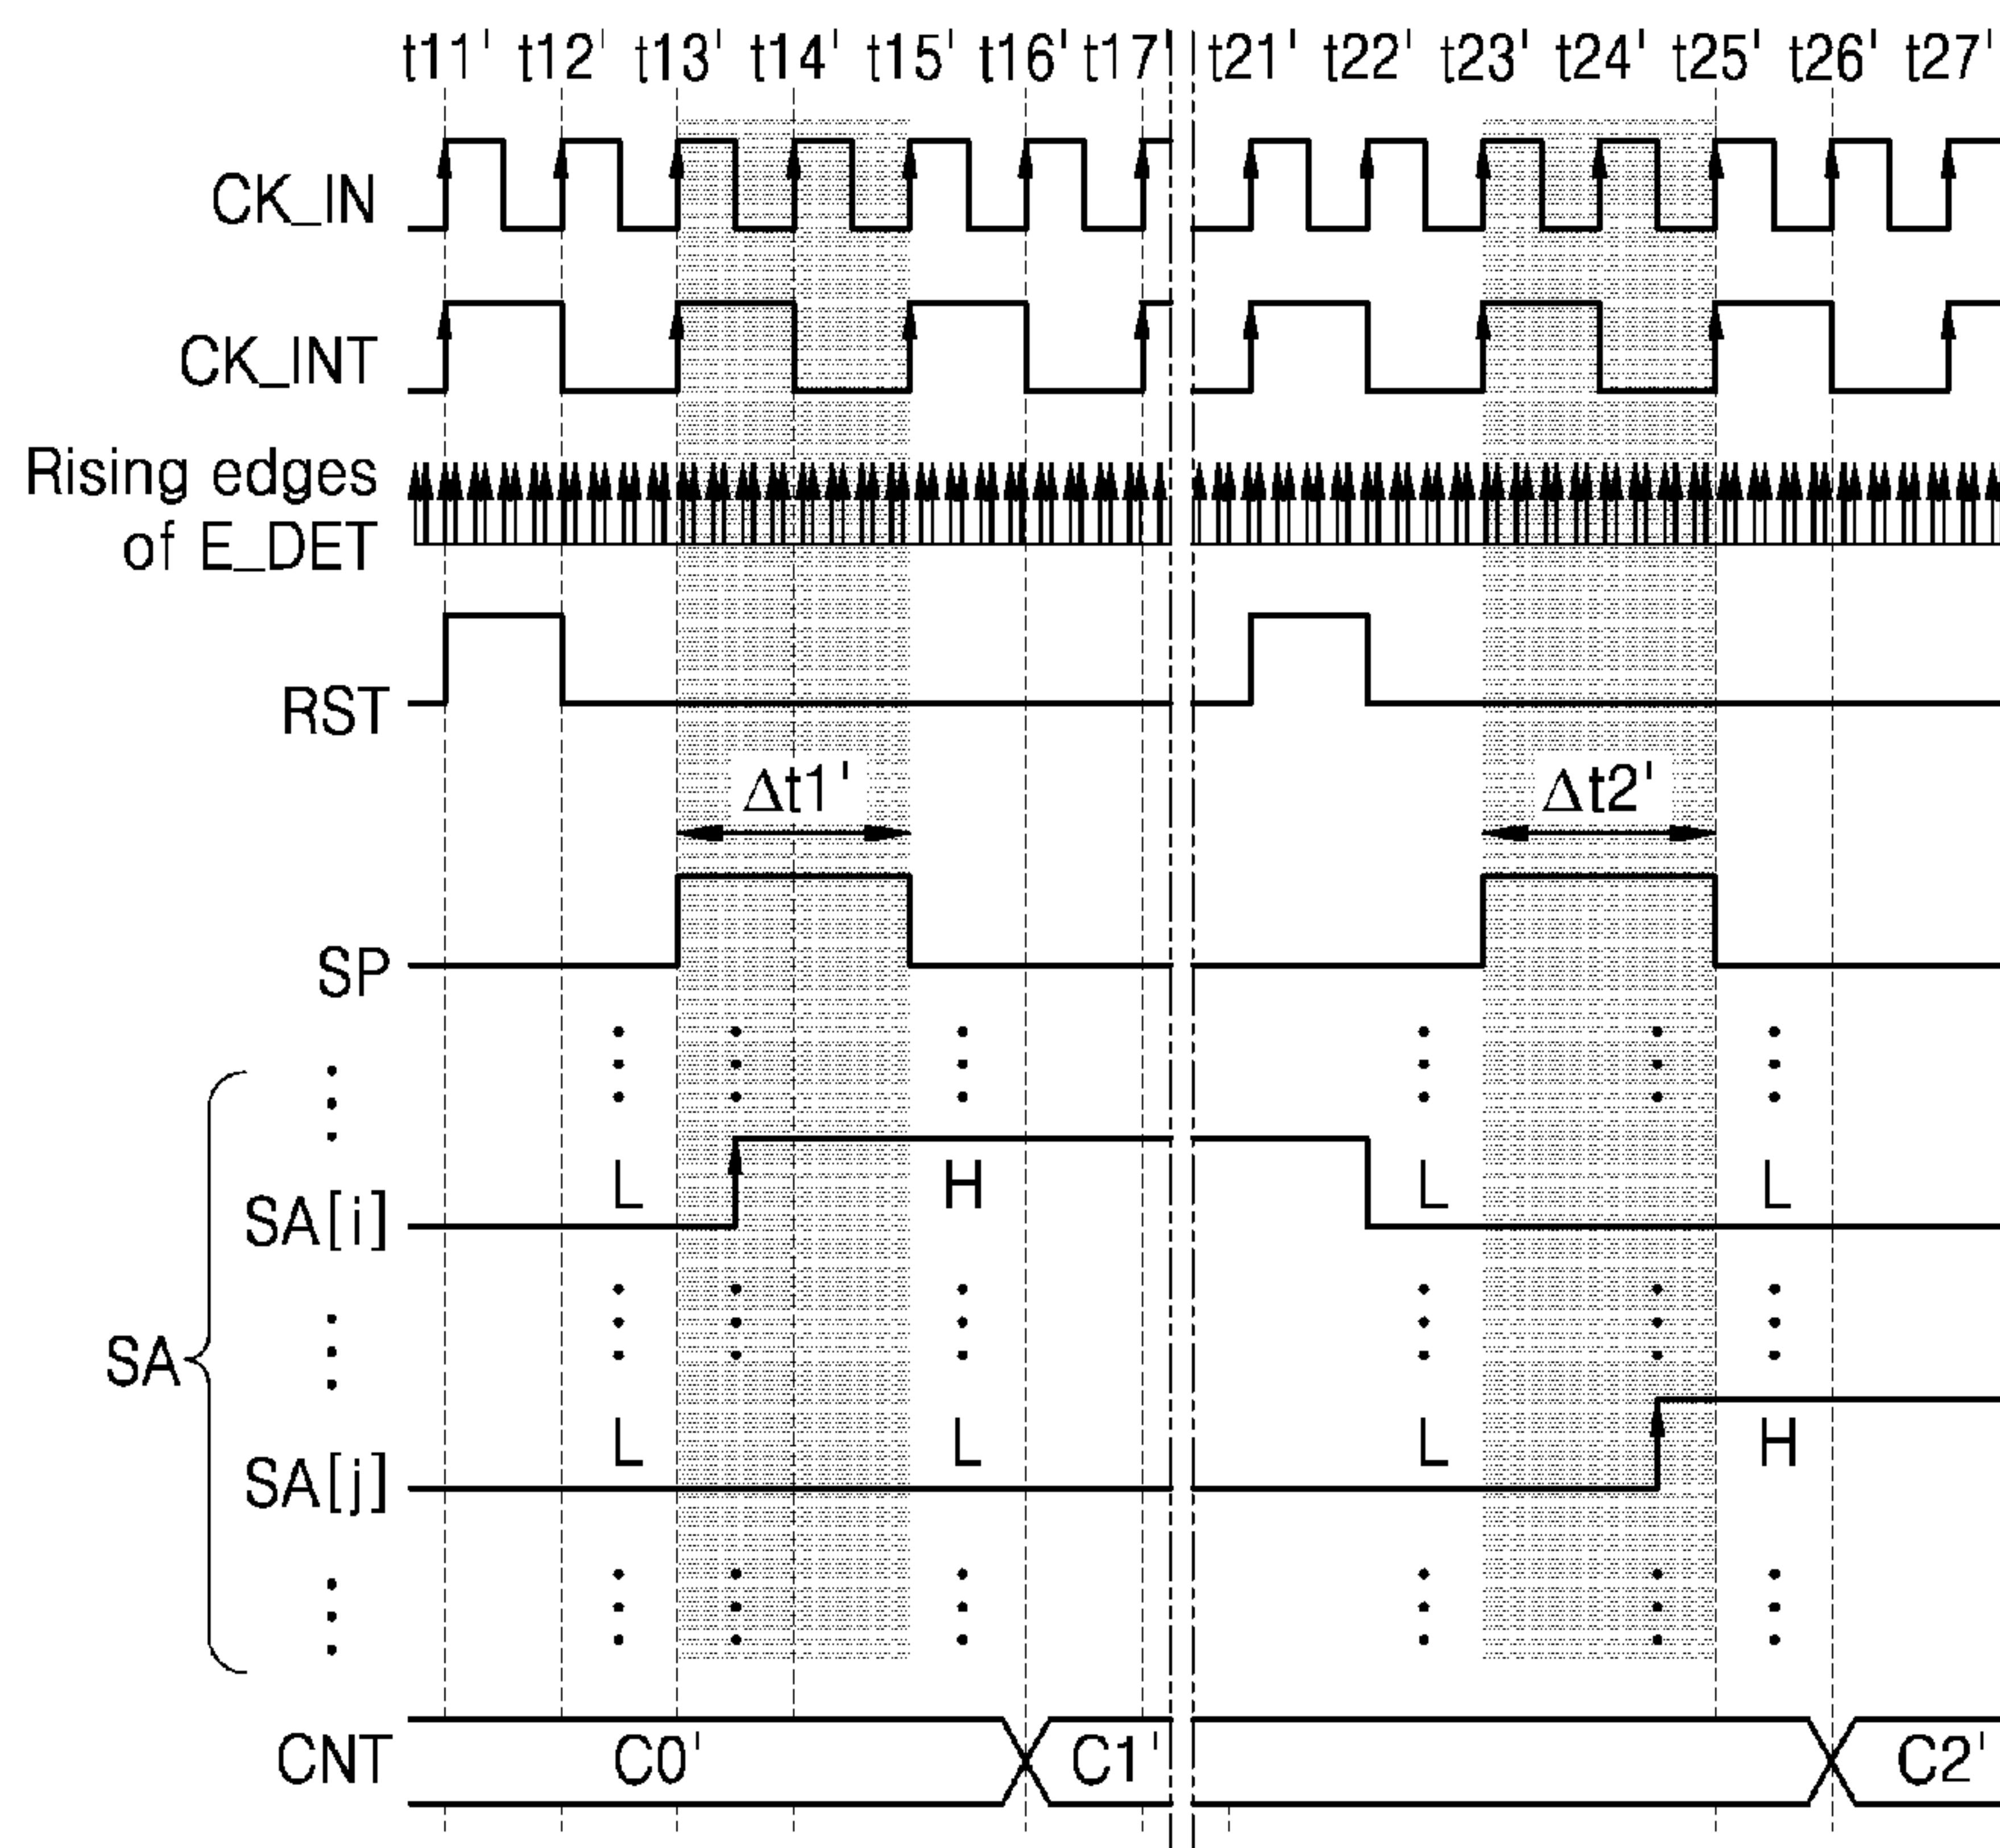 t11' t12' t13' t14' t15' t16' t17' t21' t22' t23' t24' t25' t26' t27'
CK_IN
CK_INT
Rising edges
of E_DET
RST
Δt1' Δt2'
SP
L H L L
SA[i]
SA
L L L H
SA[j]
CNT C0' C1' C2'